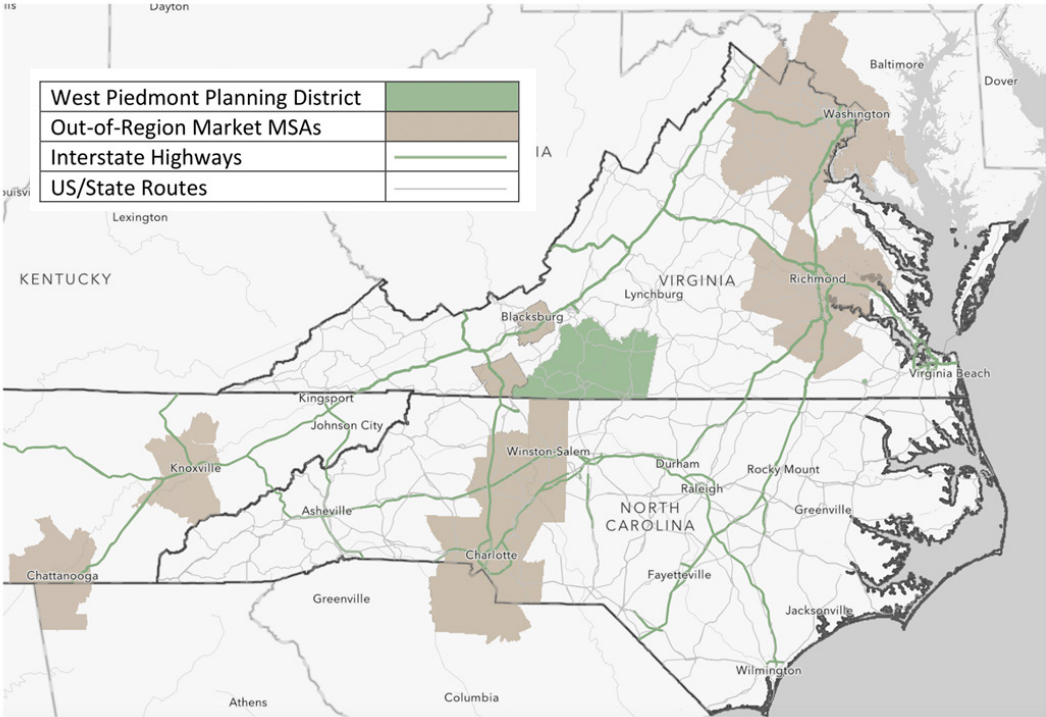 Dayton
West Piedmont Planning District
Out-of-Region Market MSAs
Interstate Highways
US/State Routes
Baltimore
Dover
Washington
IA
Lexington
KENTUCKY
VIRGINIA
Richmond
Lynchburg
Blacksburg
Virginia Beach
Kingsport
Johnson City
Winston-Salem
Knoxville
Durham
Rocky Mount
Raleigh
Asheville
NORTH
CAROLINA
Greenville
Charlotte
Chattanooga
Fayetteville
Greenville
Jacksonville
Wilmington
Athens
Columbia